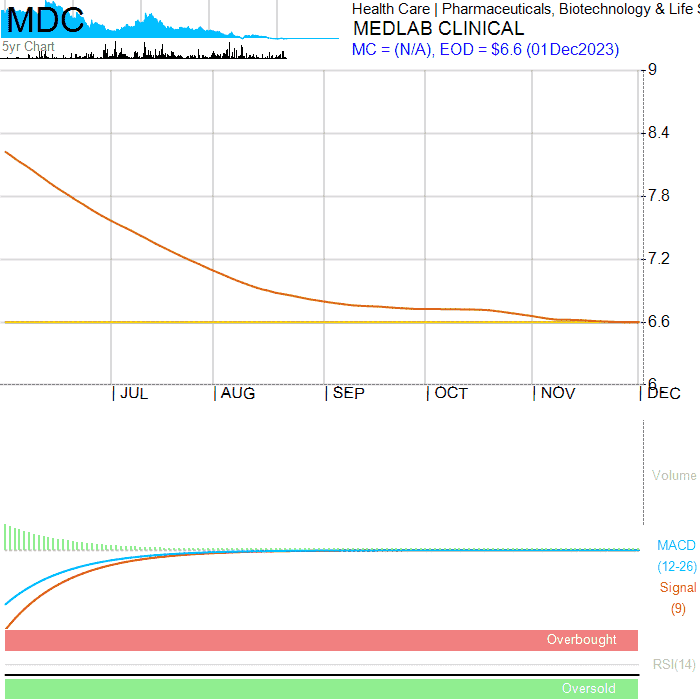 MDC
5yr Chart
Health Care | Pharmaceuticals, Biotechnology & Life
MEDLAB CLINICAL
MC = (N/A), EOD = $6.6 (01Dec2023)
9
8.4
7.8
7.2
6.6
6
JUL AUG SEP OCT NOV DEC
Volume
MACD
(12-26)
Signal
(9)
Overbought
RSI(14)
Oversold